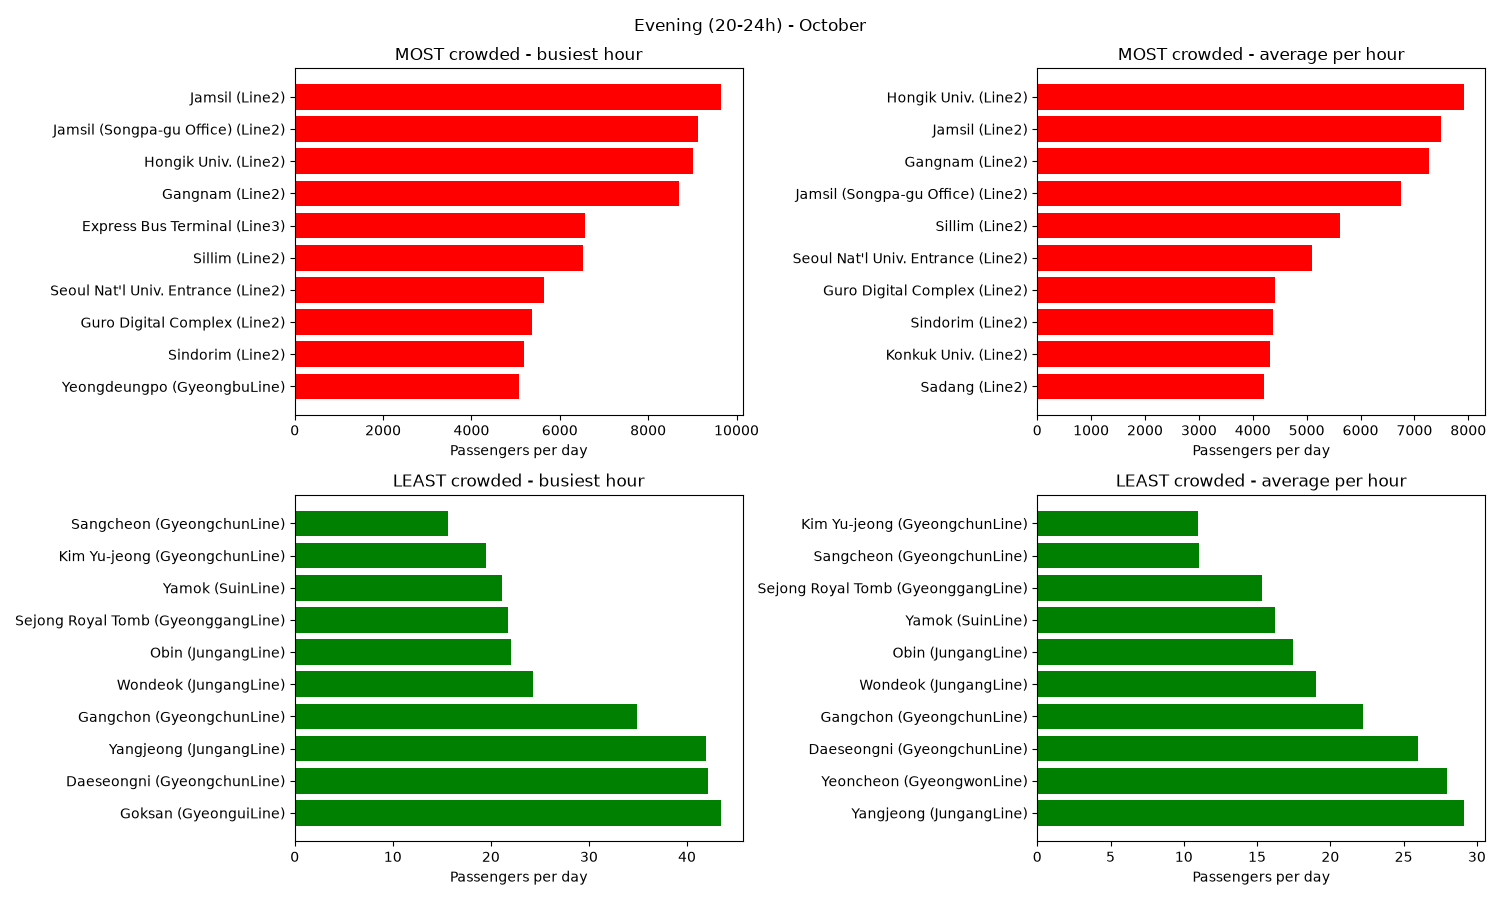 Evening (20-24h) - October
MOST crowded - busiest hour
Jamsil (Line2)
Jamsil (Songpa-gu Office) (Line2)
Hongik Univ. (Line2)
Gangnam (Line2)
Express Bus Terminal (Line3)
Sillim (Line2)
Seoul Nat'l Univ. Entrance (Line2)
Guro Digital Complex (Line2)
Sindorim (Line2)
Yeongdeungpo (GyeongbuLine)
0 2000 4000 6000 8000 10000
Passengers per day
MOST crowded - average per hour
Hongik Univ. (Line2)
Jamsil (Line2)
Gangnam (Line2)
Jamsil (Songpa-gu Office) (Line2)
Sillim (Line2)
Seoul Nat'l Univ. Entrance (Line2)
Guro Digital Complex (Line2)
Sindorim (Line2)
Konkuk Univ. (Line2)
Sadang (Line2)
0 1000 2000 3000 4000 5000 6000 7000 8000
Passengers per day
LEAST crowded - busiest hour
Sangcheon (GyeongchunLine)
Kim Yu-jeong (GyeongchunLine)
Yamok (SuinLine)
Sejong Royal Tomb (GyeonggangLine)
Obin (JungangLine)
Wondeok (JungangLine)
Gangchon (GyeongchunLine)
Yangjeong (JungangLine)
Daeseongni (GyeongchunLine)
Goksan (GyeonguiLine)
0 10 20 30 40
Passengers per day
LEAST crowded - average per hour
Kim Yu-jeong (GyeongchunLine)
Sangcheon (GyeongchunLine)
Sejong Royal Tomb (GyeonggangLine)
Yamok (SuinLine)
Obin (JungangLine)
Wondeok (JungangLine)
Gangchon (GyeongchunLine)
Daeseongni (GyeongchunLine)
Yeoncheon (GyeongwonLine)
Yangjeong (JungangLine)
0 5 10 15 20 25 30
Passengers per day